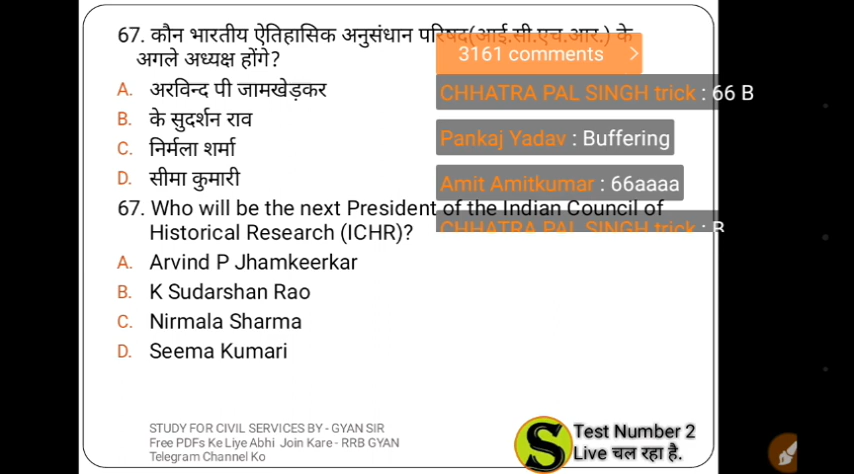 67. कौन भारतीय ऐतिहासिक अनुसंधान परिषद(आई.सी.एच.आर.) के
अगले अध्यक्ष होंगे?
3161 comments >
A. अरविन्द पी जामखेड़कर
CHHATRA PAL SINGH trick : 66 B
B. के सुदर्शन राव
Pankaj Yadav : Buffering
C. निर्मला शर्मा
D. सीमा कुमारी
Amit Amitkumar : 66aaaa
67. Who will be the next President of the Indian Council of
CHHATRA PAL SINGH trick : B
Historical Research (ICHR)?
A. Arvind P Jhamkeerkar
B. K Sudarshan Rao
C. Nirmala Sharma
D. Seema Kumari
STUDY FOR CIVIL SERVICES BY - GYAN SIR
Free PDFs Ke Liye Abhi Join Kare - RRB GYAN
Telegram Channel Ko
S
Test Number 2
Live चल रहा है.